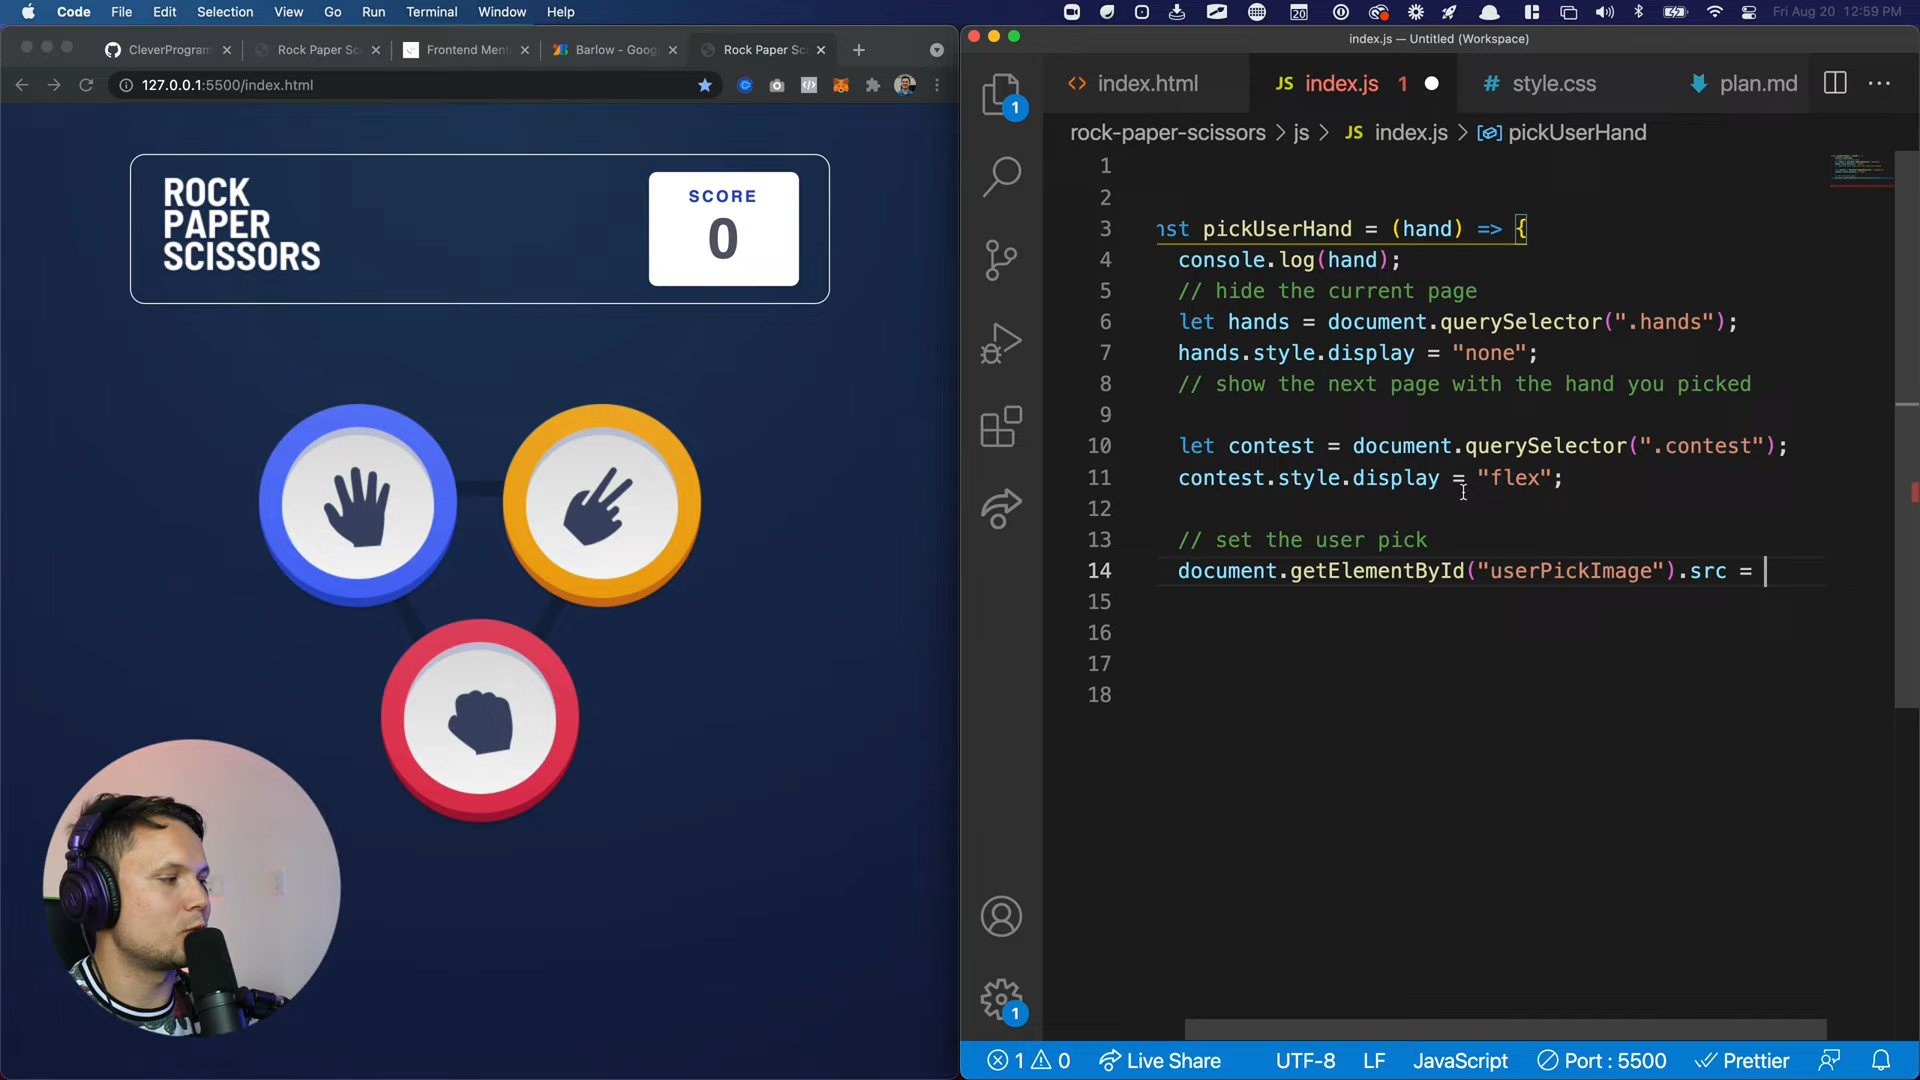 Code File Edit Selection View Go Run Terminal Window Help
20
Fri Aug 20 12:59 PM
CleverProgram
Rock Paper Sc
Frontend Ment
Barlow - Goog
Rock Paper Sc
127.0.0.1:5500/index.html
ROCK
PAPER
SCISSORS
SCORE
0
index.js — Untitled (Workspace)
index.html
JS index.js 1
# style.css
plan.md
rock-paper-scissors > js > JS index.js > pickUserHand
1
1
2
3 nst pickUserHand = (hand) => {
4 console.log(hand);
5 // hide the current page
6 let hands = document.querySelector(".hands");
7 hands.style.display = "none";
8 // show the next page with the hand you picked
9
10 let contest = document.querySelector(".contest");
11 contest.style.display = "flex";
12
13 // set the user pick
14 document.getElementById("userPickImage").src =
15
16
17
18
1
1 0 Live Share UTF-8 LF JavaScript Port : 5500 Prettier